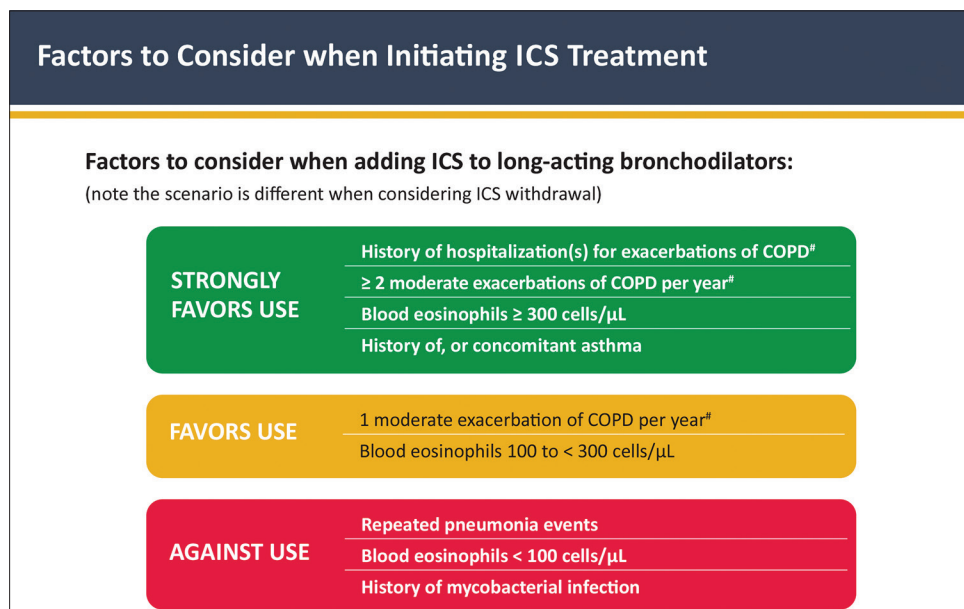 Factors to Consider when Initiating ICS Treatment
Factors to consider when adding ICS to long-acting bronchodilators:
(note the scenario is different when considering ICS withdrawal)
STRONGLY
FAVORS USE
History of hospitalization(s) for exacerbations of COPD#
≥ 2 moderate exacerbations of COPD per year#
Blood eosinophils ≥ 300 cells/µL
History of, or concomitant asthma
FAVORS USE
1 moderate exacerbation of COPD per year#
Blood eosinophils 100 to < 300 cells/µL
AGAINST USE
Repeated pneumonia events
Blood eosinophils < 100 cells/µL
History of mycobacterial infection